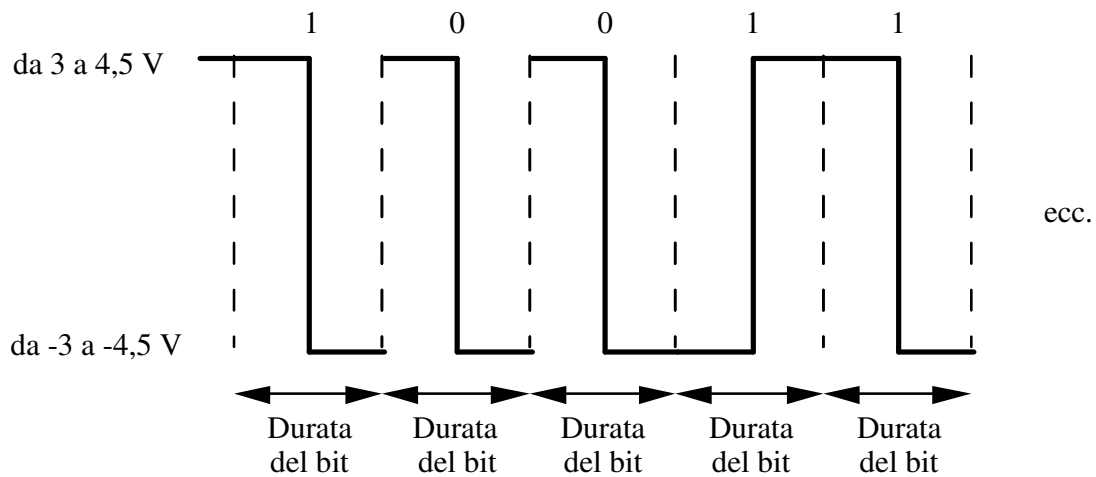 1 0 0 1 1
da 3 a 4,5 V
ecc.
da -3 a -4,5 V
Durata Durata Durata Durata Durata
del bit del bit del bit del bit del bit